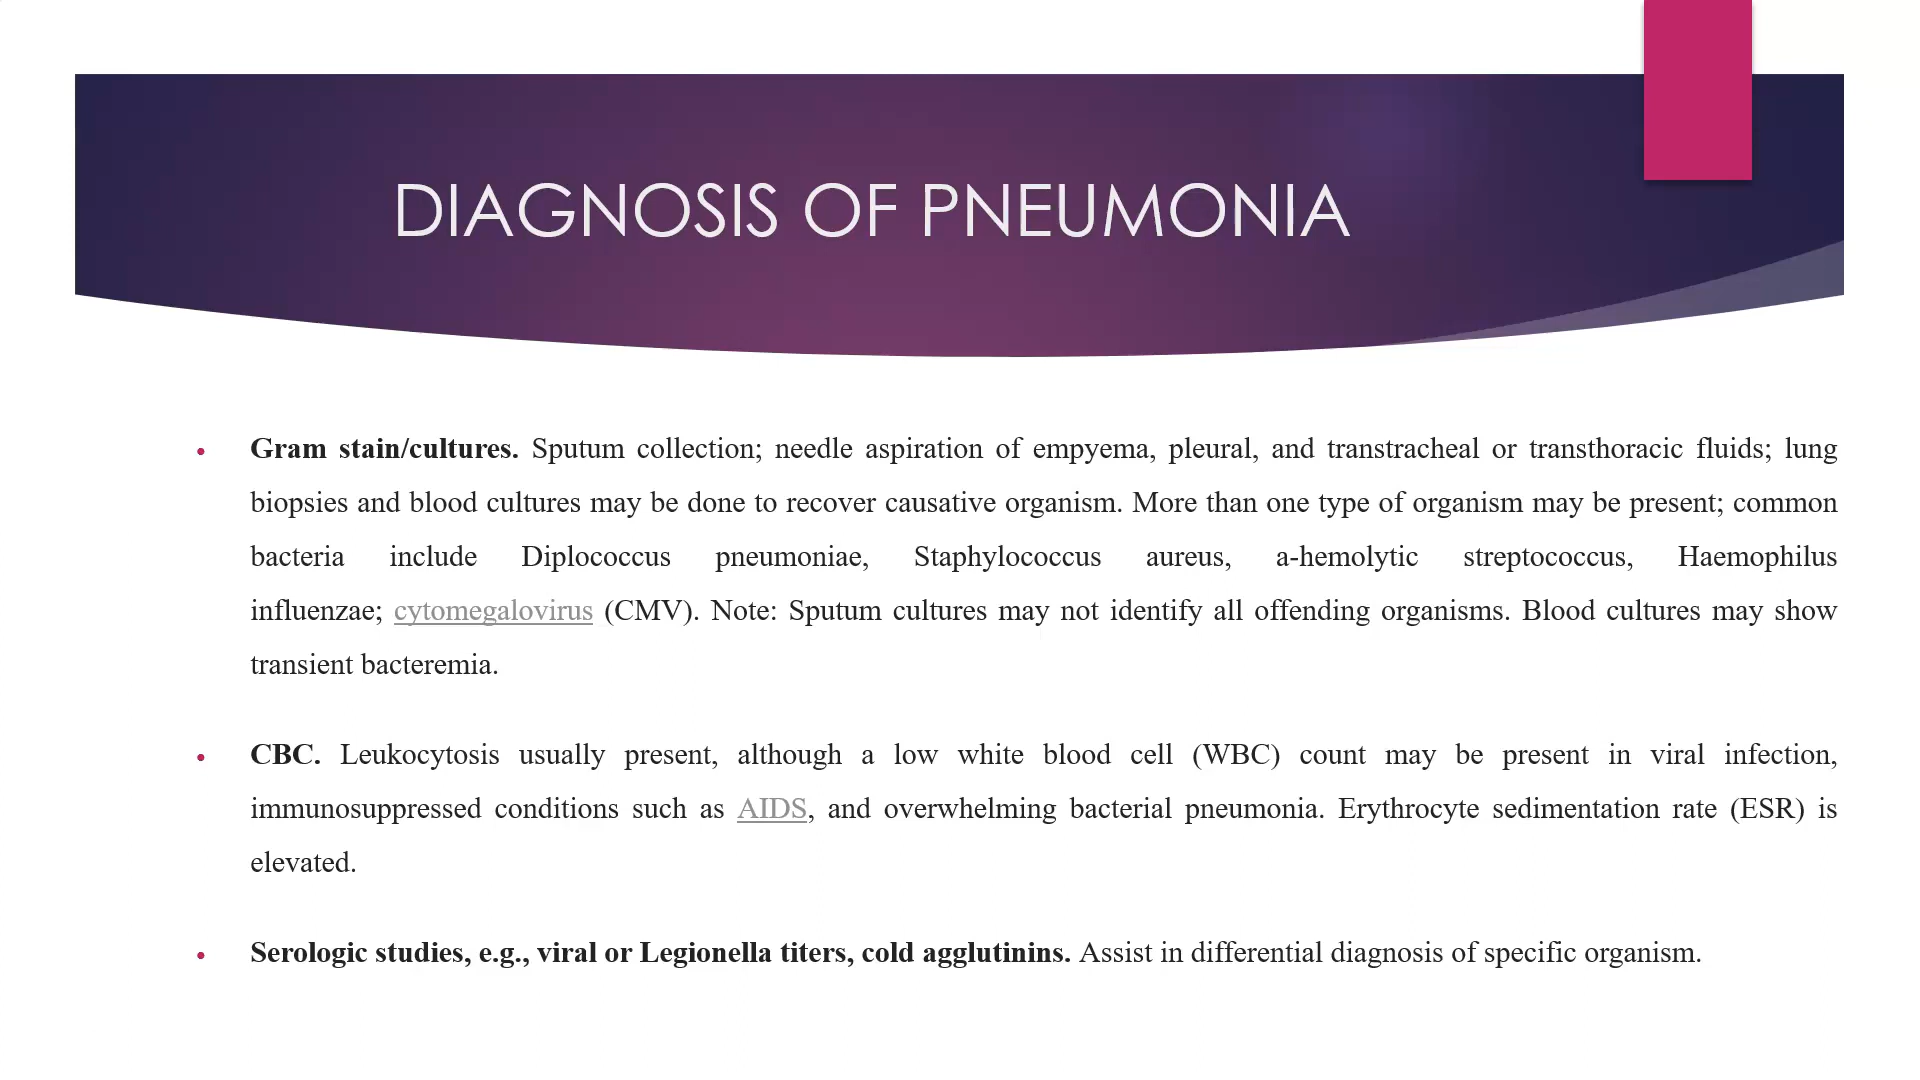 DIAGNOSIS OF PNEUMONIA
• Gram stain/cultures. Sputum collection; needle aspiration of empyema, pleural, and transtracheal or transthoracic fluids; lung
biopsies and blood cultures may be done to recover causative organism. More than one type of organism may be present; common
bacteria include Diplococcus pneumoniae, Staphylococcus aureus, a-hemolytic streptococcus, Haemophilus
influenzae; cytomegalovirus (CMV). Note: Sputum cultures may not identify all offending organisms. Blood cultures may show
transient bacteremia.
• CBC. Leukocytosis usually present, although a low white blood cell (WBC) count may be present in viral infection,
immunosuppressed conditions such as AIDS, and overwhelming bacterial pneumonia. Erythrocyte sedimentation rate (ESR) is
elevated.
• Serologic studies, e.g., viral or Legionella titers, cold agglutinins. Assist in differential diagnosis of specific organism.